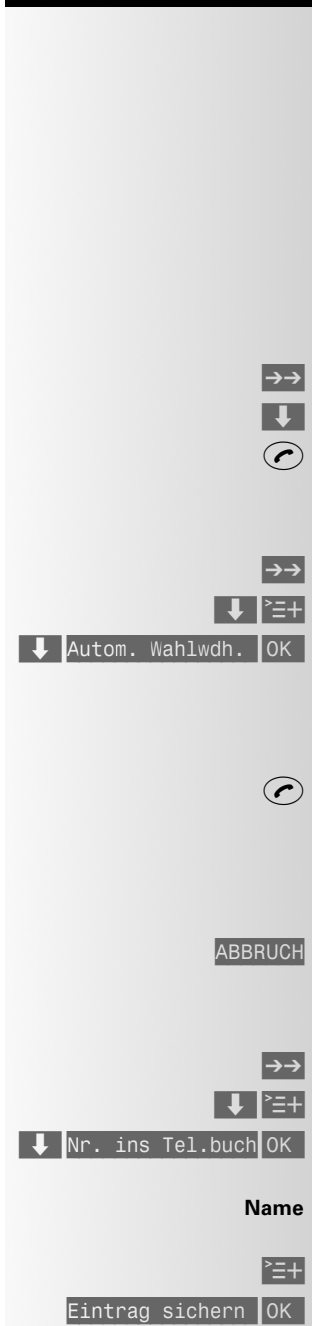 →→
↓
→→
↓ >≡+
↓ Autom. Wahlwdh. OK
ABBRUCH
→→
↓ >≡+
↓ Nr. ins Tel.buch OK
Name
>≡+
Eintrag sichern OK